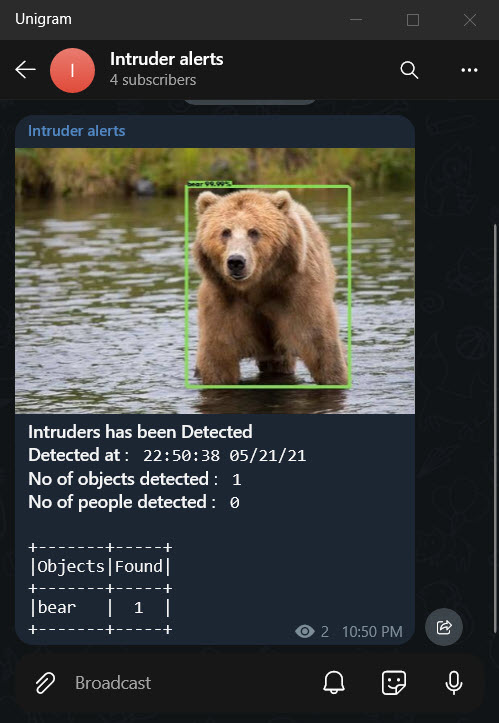 Unigram
I
Intruder alerts
4 subscribers
Intruder alerts
bear 99.99%
Intruders has been Detected
Detected at : 22:50:38 05/21/21
No of objects detected : 1
No of people detected : 0
+-------+-----+
|Objects|Found|
+-------+-----+
|bear   |  1  |
+-------+-----+
2 10:50 PM
Broadcast